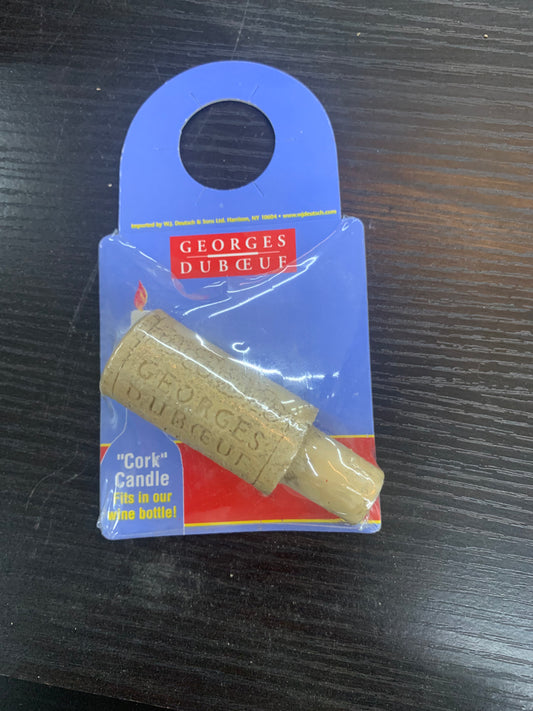 Imported by W.J. Deutsch & Sons Ltd. Harrison, NY 10604 • www.wjdeutsch.com
GEORGES
DUBŒUF
GEORGES
DUBŒUF
"Cork"
Candle
Fits in our
wine bottle!